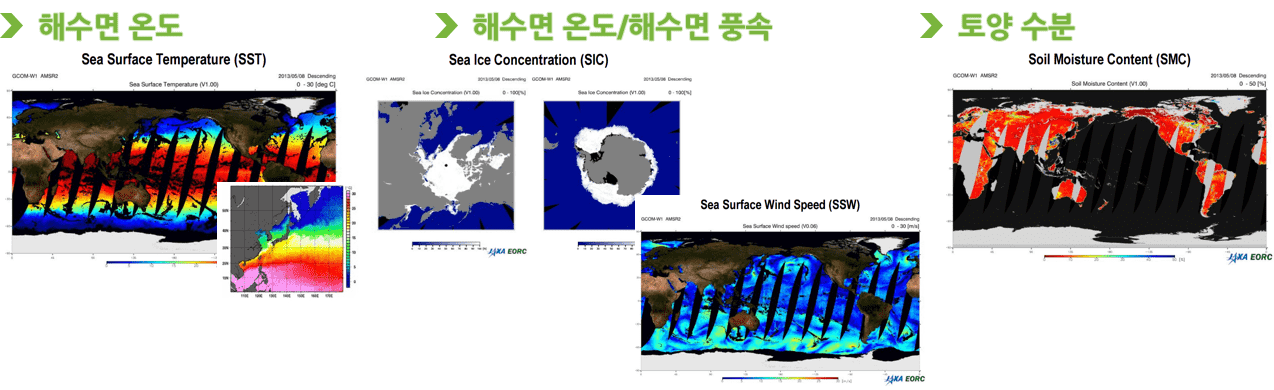 해수면 온도
해수면 온도/해수면 풍속
토양 수분
Sea Surface Temperature (SST)
GCOM-W1 AMSR2
2013/05/08 Descending
Sea Surface Temperature (V1.00)
0 - 30 [deg C]
Sea Ice Concentration (SIC)
GCOM-W1 AMSR2
2013/05/08 Descending
Sea Ice Concentration (V1.00)
0 - 100[%]
GCOM-W1 AMSR2
2013/05/08 Descending
Sea Ice Concentration (V1.00)
0 - 100[%]
JAXA EORC
Sea Surface Wind Speed (SSW)
GCOM-W1 AMSR2
2013/05/08 Descending
Sea Surface Wind speed (V0.06)
0 - 30 [m/s]
JAXA EORC
Soil Moisture Content (SMC)
GCOM-W1 AMSR2
2013/05/08 Descending
Soil Moisture Content (V1.00)
0 - 50 [%]
JAXA EORC